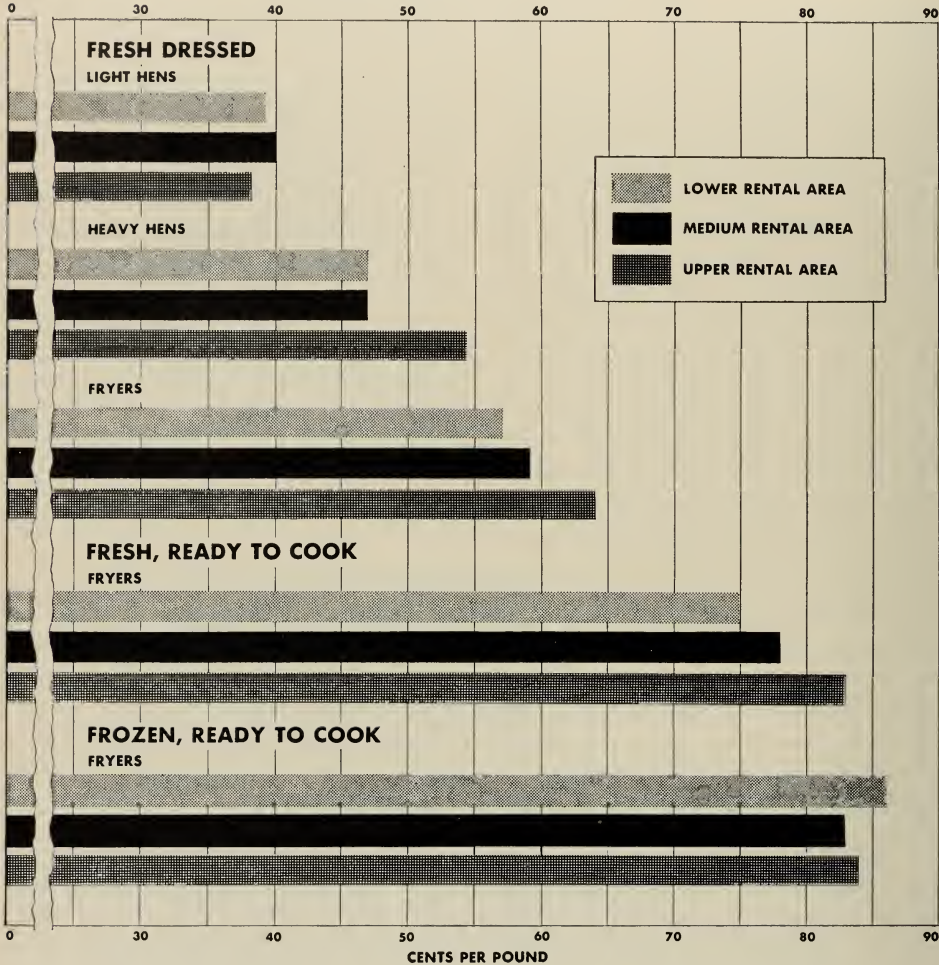 0 30 40 50 60 70 80 90
FRESH DRESSED
LIGHT HENS
LOWER RENTAL AREA
MEDIUM RENTAL AREA
HEAVY HENS
UPPER RENTAL AREA
FRYERS
FRESH, READY TO COOK
FRYERS
FROZEN, READY TO COOK
FRYERS
0 30 40 50 60 70 80 90
CENTS PER POUND